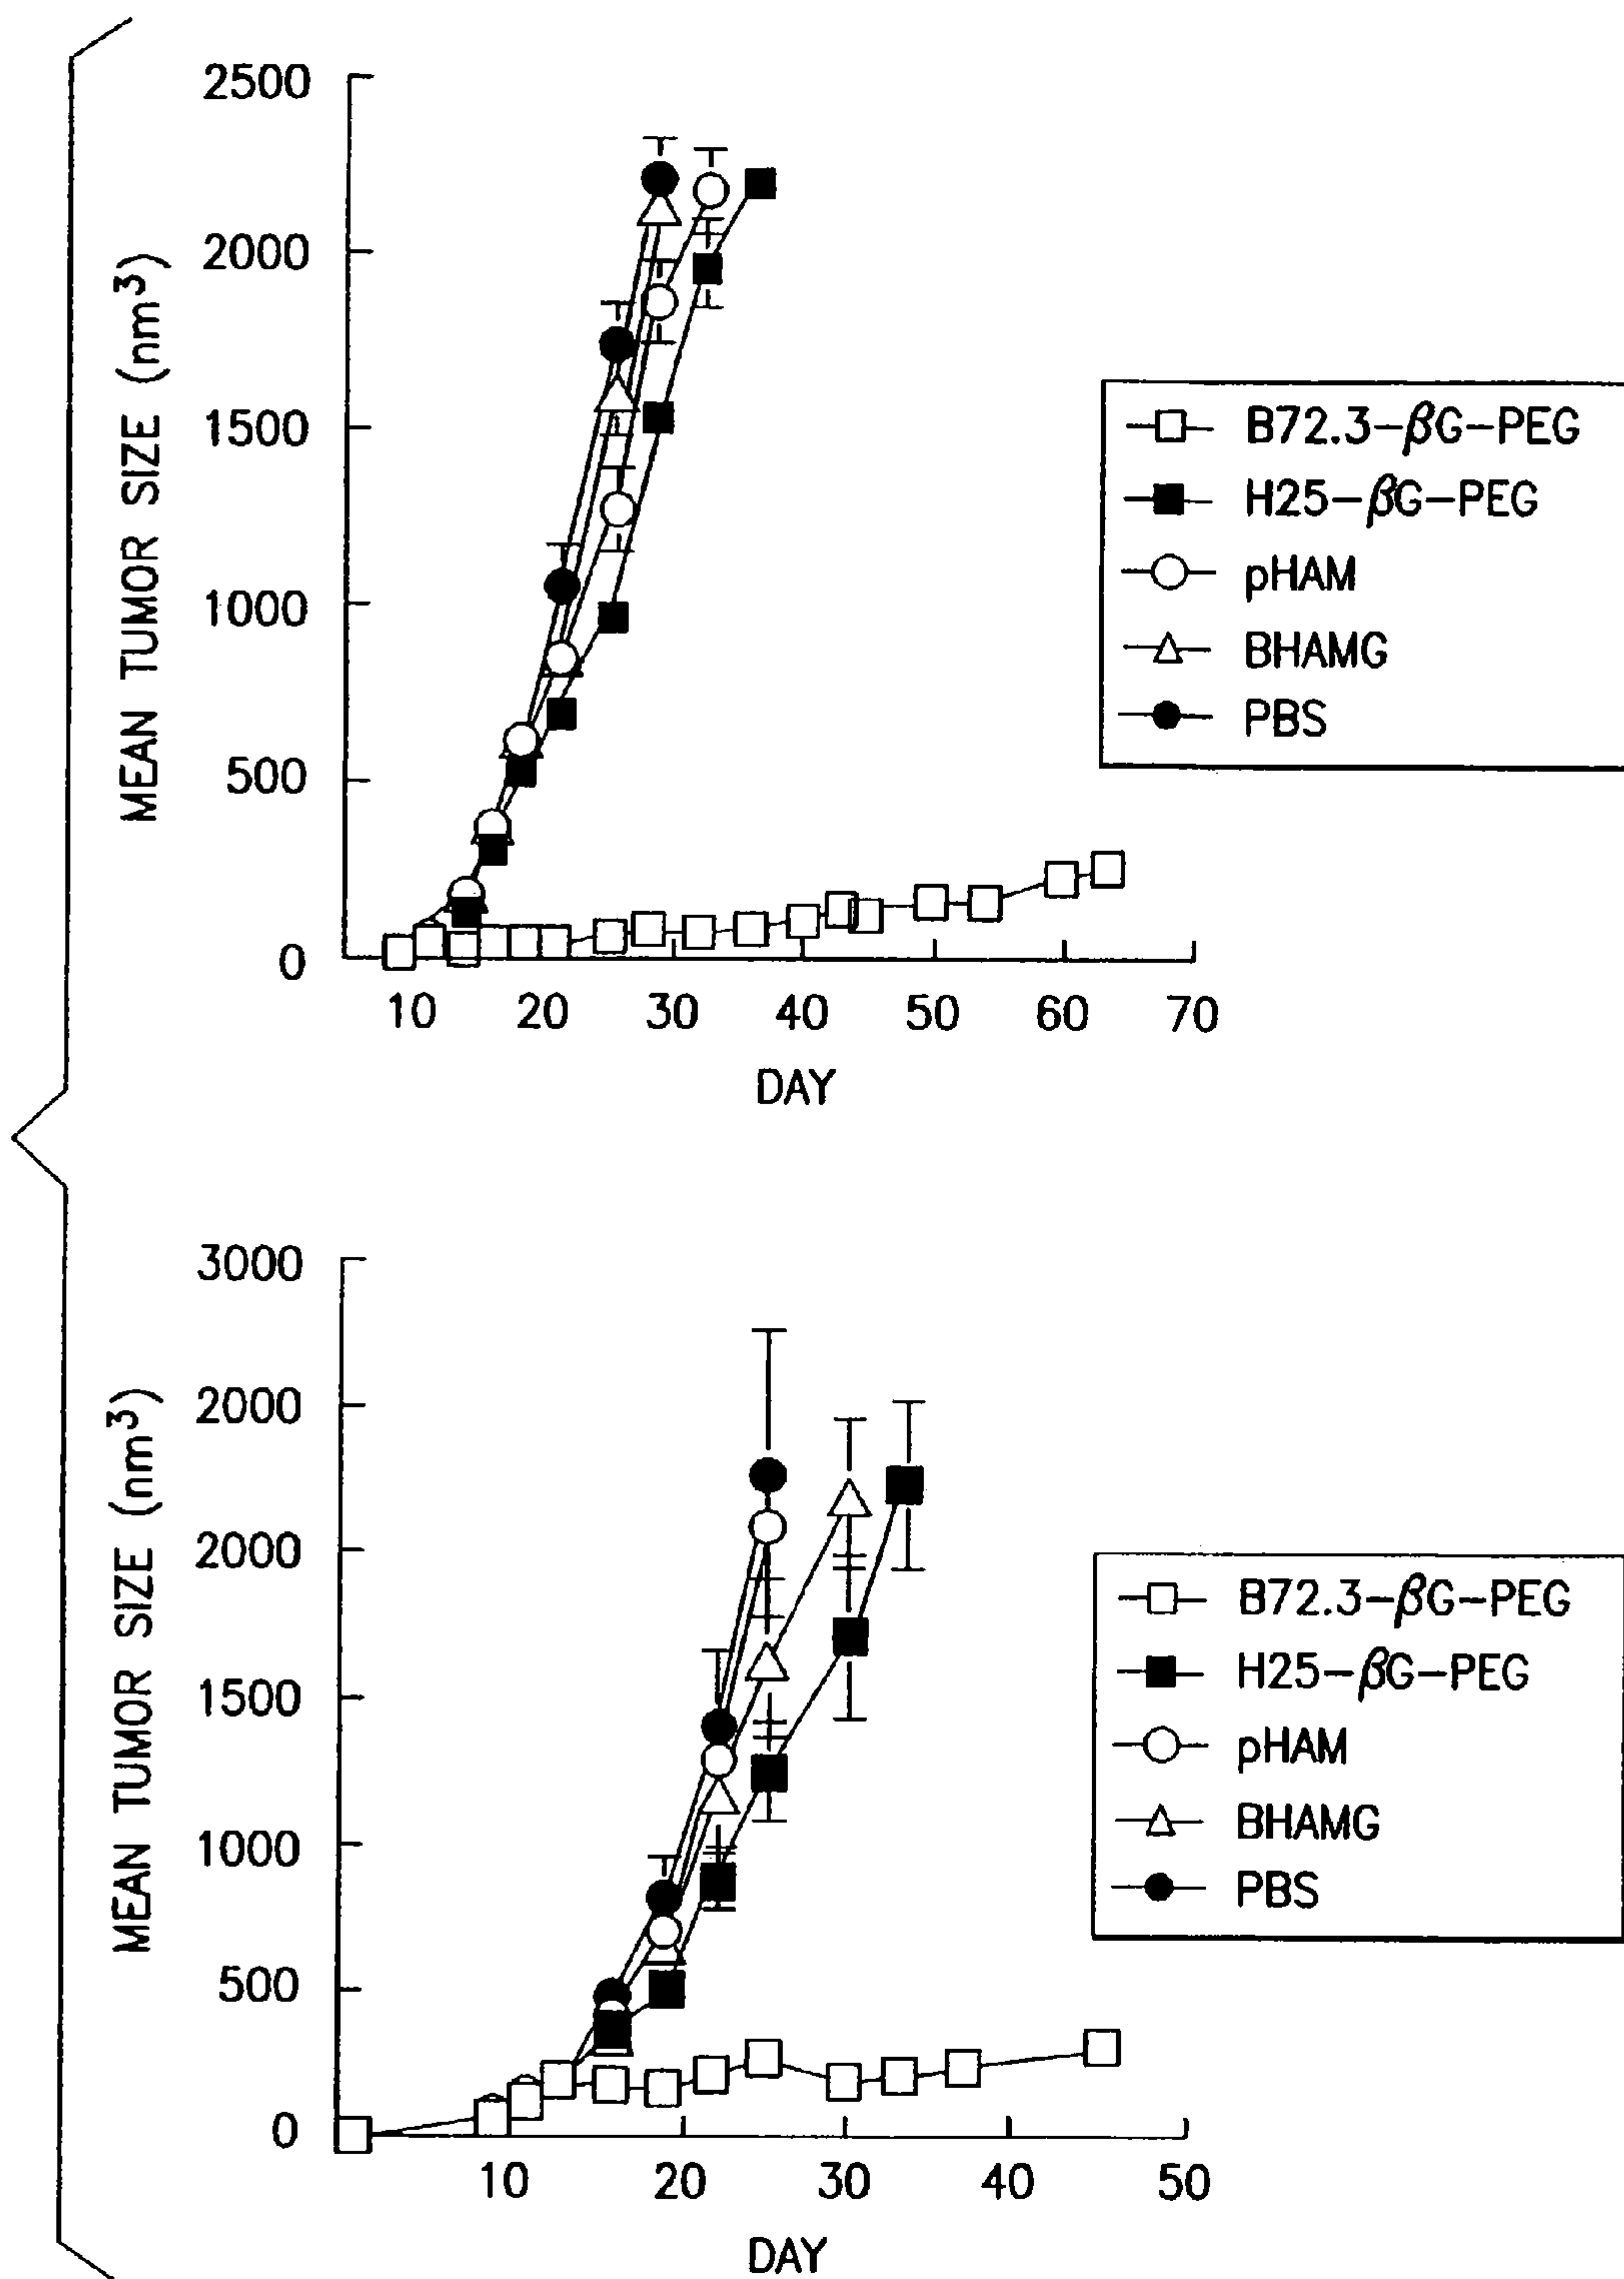 MEAN TUMOR SIZE (nm³)
2500
2000
1500
1000
500
0
10 20 30 40 50 60 70
DAY
B72.3-βG-PEG
H25-βG-PEG
pHAM
BHAMG
PBS
MEAN TUMOR SIZE (nm³)
3000
2000
2000
1500
1000
500
0
10 20 30 40 50
DAY
B72.3-βG-PEG
H25-βG-PEG
pHAM
BHAMG
PBS